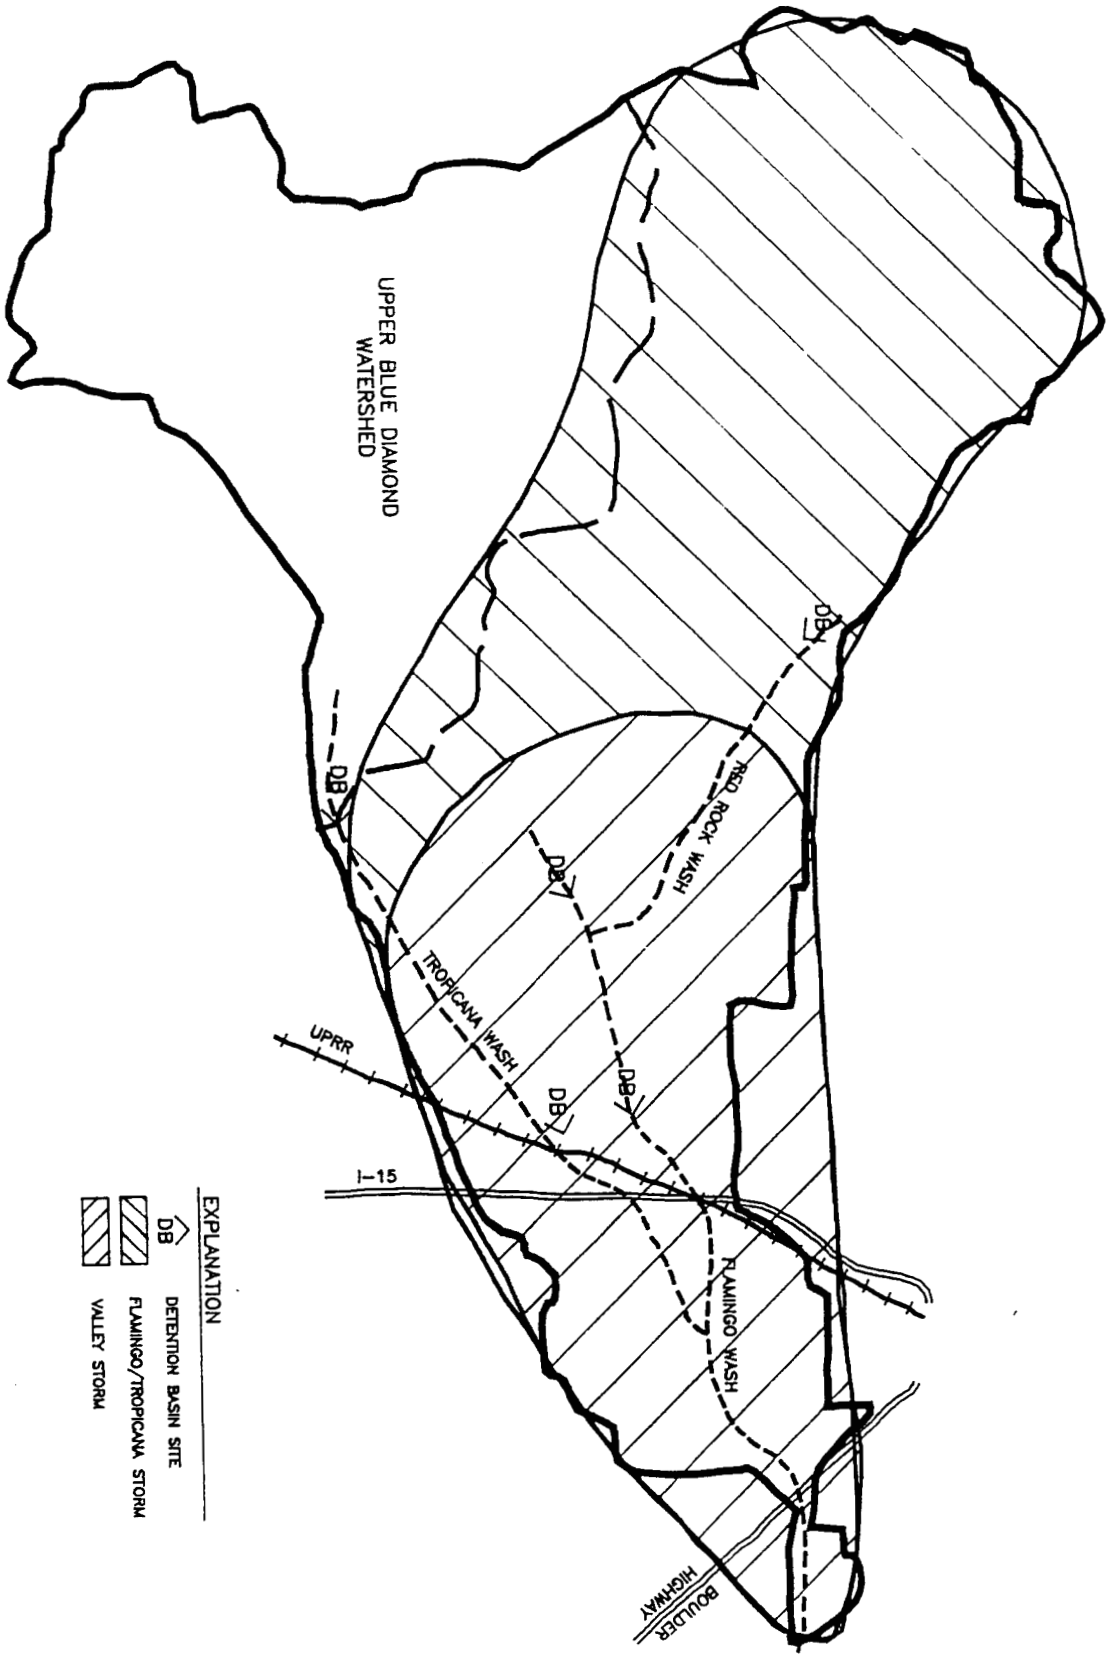 UPPER BLUE DIAMOND
WATERSHED
DB
RED ROCK WASH
DB
DB
TROPICANA WASH
DB
DB
UPRR
I-15
FLAMINGO WASH
BOULDER
HIGHWAY
EXPLANATION
DB DETENTION BASIN SITE
FLAMINGO/TROPICANA STORM
VALLEY STORM